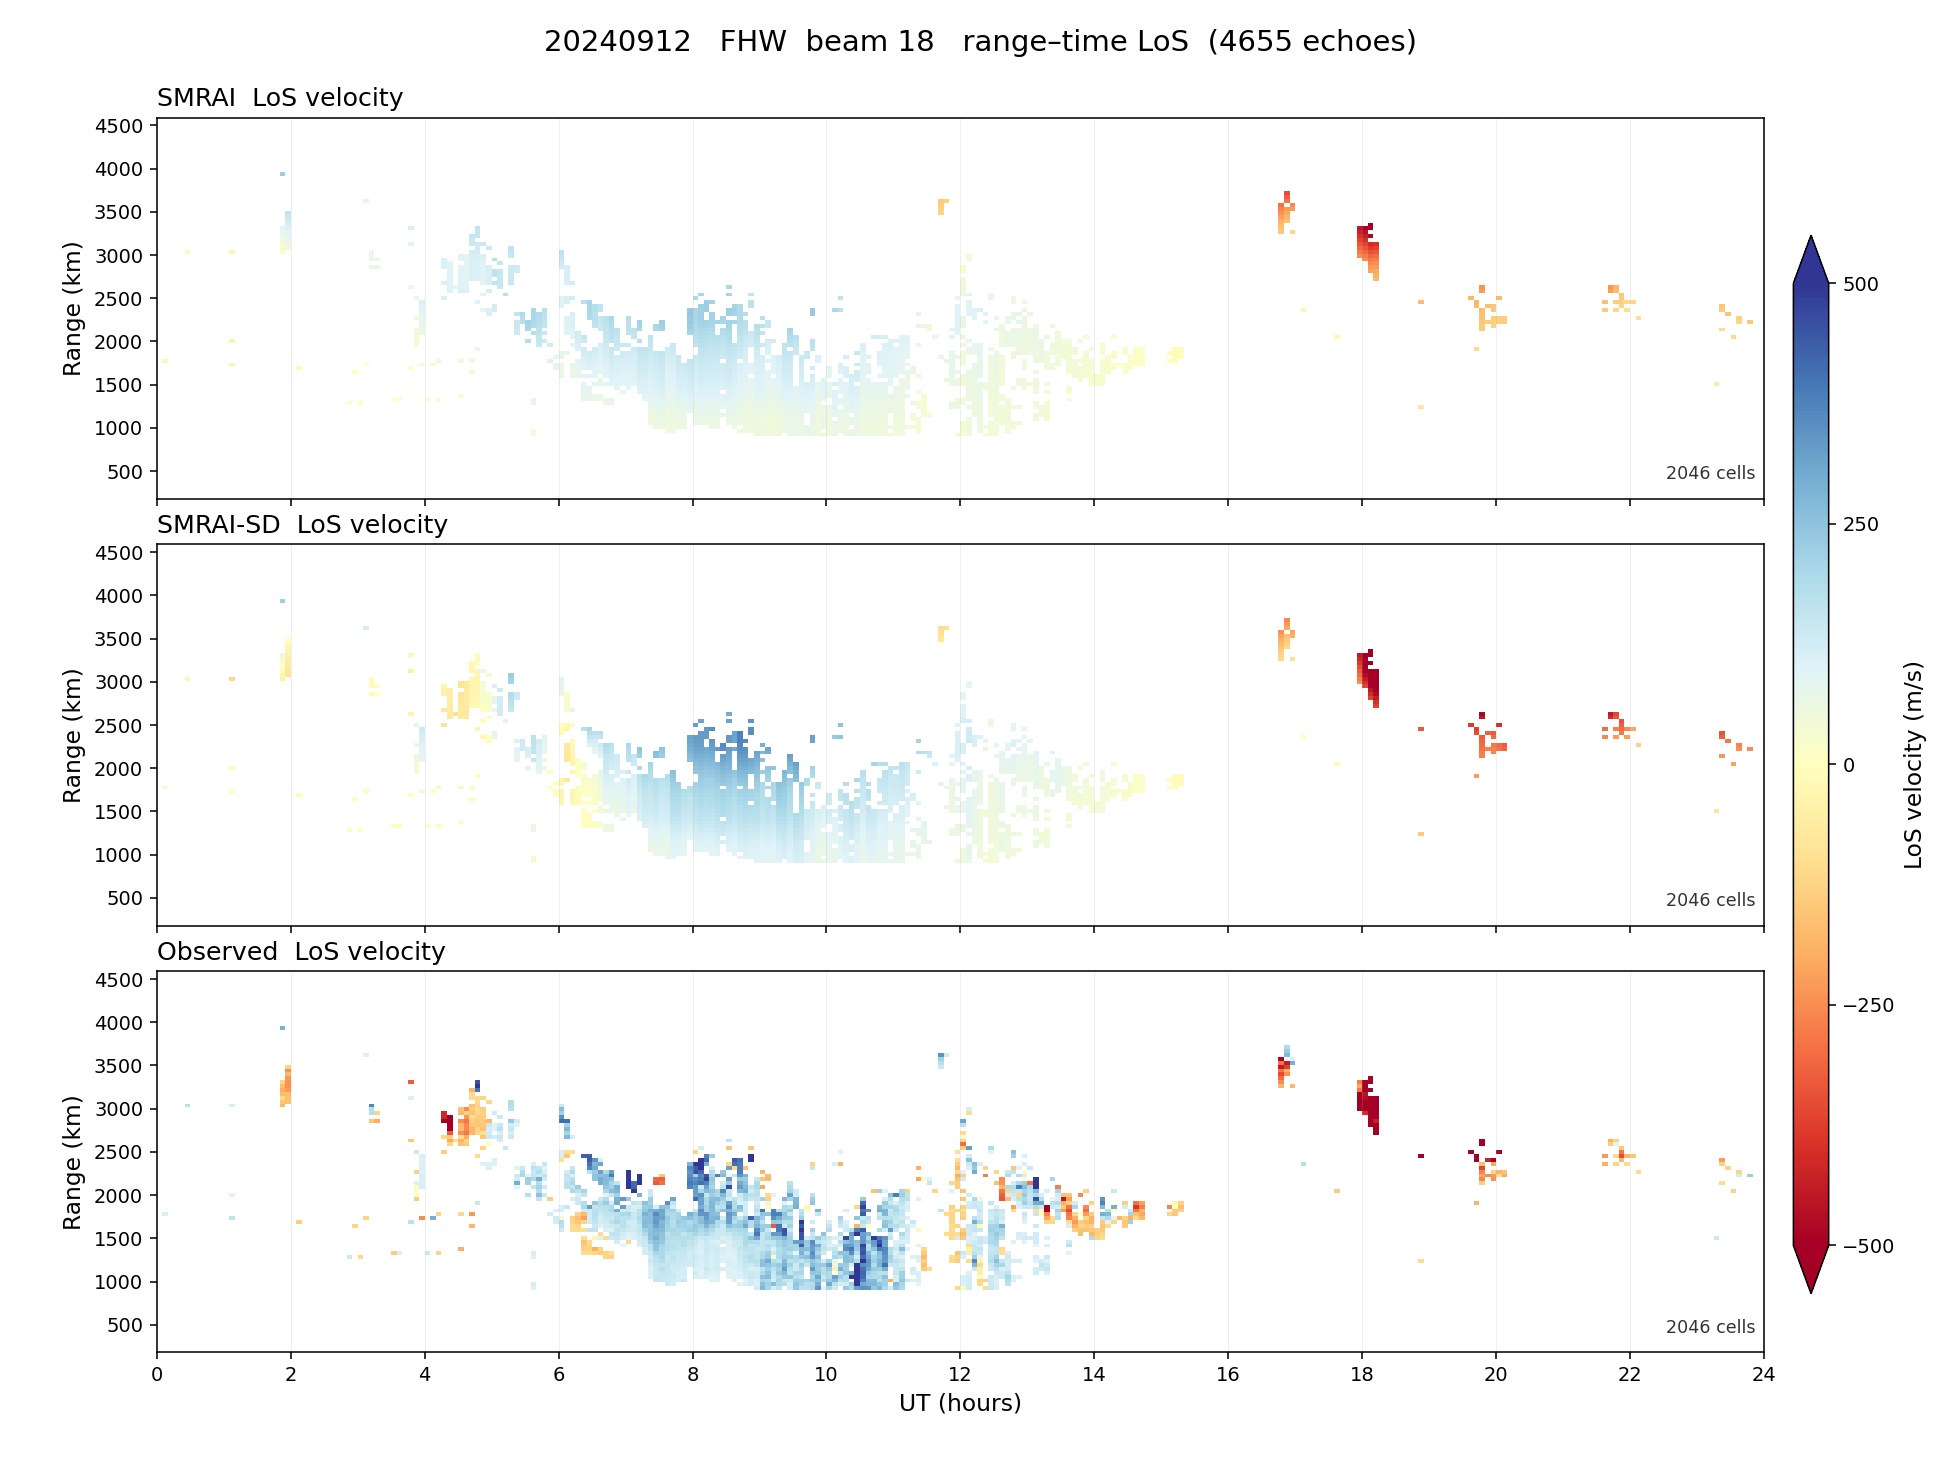 20240912   FHW  beam 18   range–time LoS  (4655 echoes)
SMRAI  LoS velocity
4500
4000
3500
3000
2500
2000
1500
1000
500
Range (km)
2046 cells
SMRAI-SD  LoS velocity
4500
4000
3500
3000
2500
2000
1500
1000
500
Range (km)
2046 cells
Observed  LoS velocity
4500
4000
3500
3000
2500
2000
1500
1000
500
Range (km)
2046 cells
0 2 4 6 8 10 12 14 16 18 20 22 24
UT (hours)
500
250
0
−250
−500
LoS velocity (m/s)